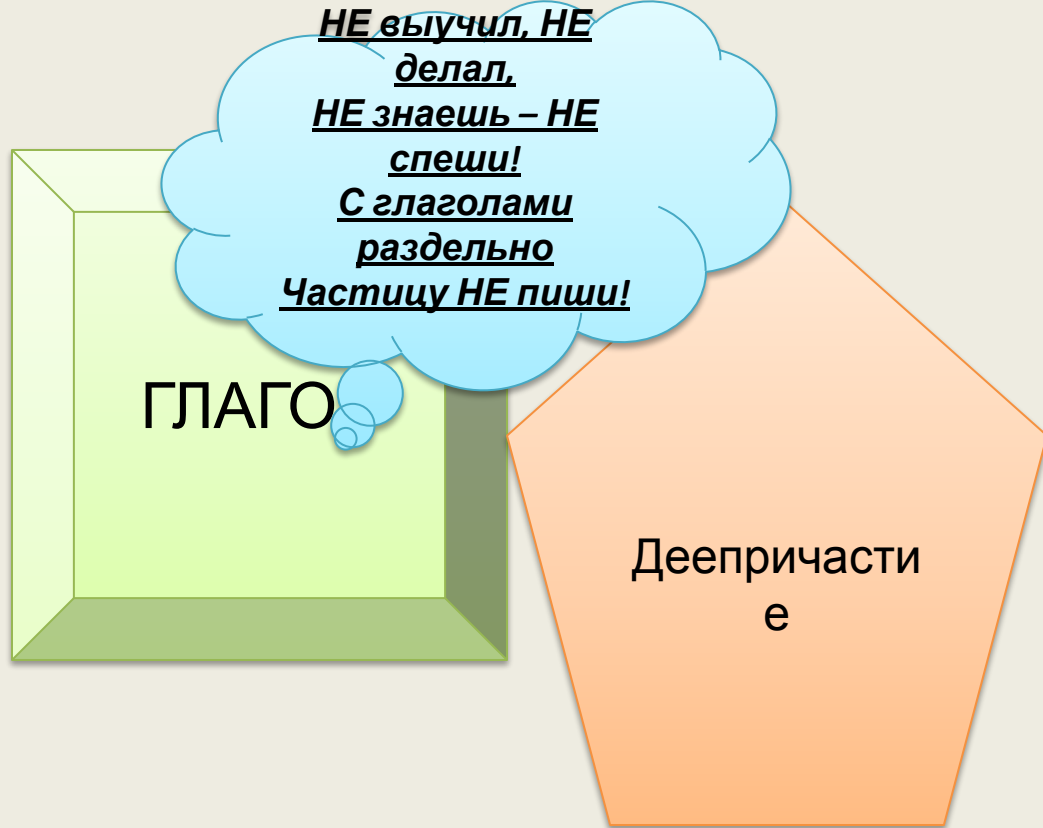 НЕ выучил, НЕ
делал,
НЕ знаешь – НЕ
спеши!
С глаголами
раздельно
Частицу НЕ пиши!
ГЛАГО
Деепричасти
е